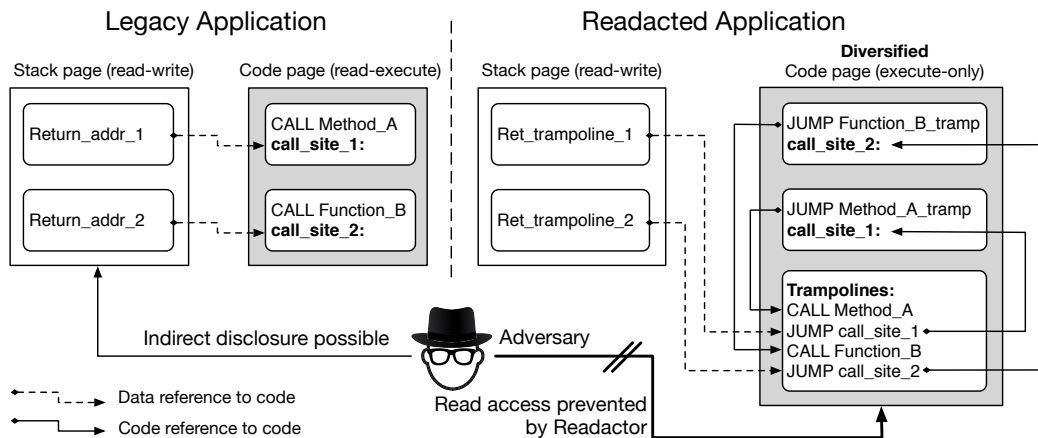 Legacy Application
Stack page (read-write)
Code page (read-execute)
Return_addr_1
CALL Method_A
call_site_1:
Return_addr_2
CALL Function_B
call_site_2:
Readacted Application
Stack page (read-write)
Diversified
Code page (execute-only)
Ret_trampoline_1
JUMP Function_B_tramp
call_site_2:
Ret_trampoline_2
JUMP Method_A_tramp
call_site_1:
Trampolines:
CALL Method_A
JUMP call_site_1
CALL Function_B
JUMP call_site_2
Indirect disclosure possible
Adversary
Read access prevented
by Readactor
Data reference to code
Code reference to code